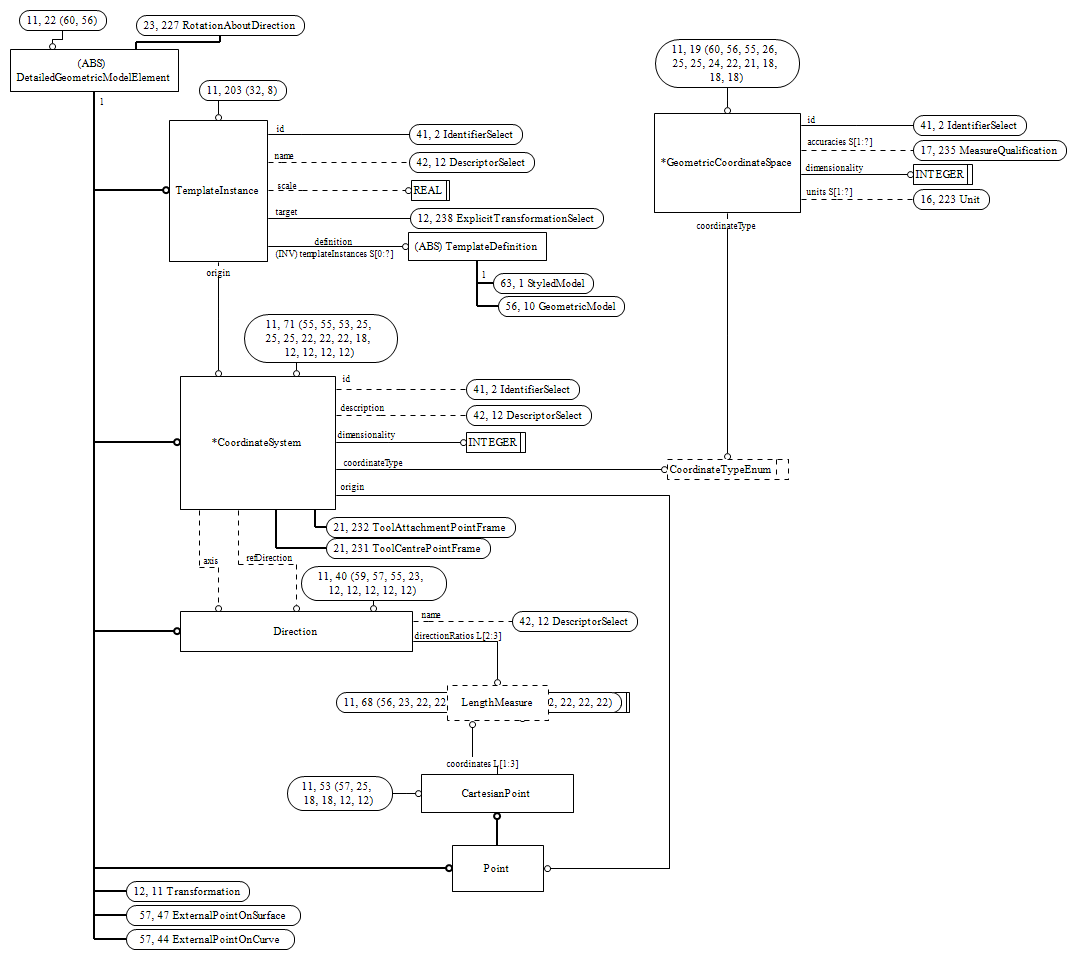 11, 22 (60, 56)
23, 227 RotationAboutDirection
(ABS)
DetailedGeometricModelElement
1
11, 203 (32, 8)
TemplateInstance
id
41, 2 IdentifierSelect
name
42, 12 DescriptorSelect
scale
REAL
target
12, 238 ExplicitTransformationSelect
definition
(INV) templateInstances S[0:?]
(ABS) TemplateDefinition
1
63, 1 StyledModel
56, 10 GeometricModel
origin
11, 19 (60, 56, 55, 26,
25, 25, 24, 22, 21, 18,
18, 18)
*GeometricCoordinateSpace
id
41, 2 IdentifierSelect
accuracies S[1:?]
17, 235 MeasureQualification
dimensionality
INTEGER
units S[1:?]
16, 223 Unit
coordinateType
11, 71 (55, 55, 53, 25,
25, 25, 22, 22, 22, 18,
12, 12, 12, 12)
*CoordinateSystem
id
41, 2 IdentifierSelect
description
42, 12 DescriptorSelect
dimensionality
INTEGER
coordinateType
CoordinateTypeEnum
origin
21, 232 ToolAttachmentPointFrame
21, 231 ToolCentrePointFrame
axis
refDirection
11, 40 (59, 57, 55, 23,
12, 12, 12, 12, 12)
Direction
name
42, 12 DescriptorSelect
directionRatios L[2:3]
11, 68 (56, 23, 22, 22
LengthMeasure
2, 22, 22, 22)
coordinates L[1:3]
11, 53 (57, 25,
18, 18, 12, 12)
CartesianPoint
Point
12, 11 Transformation
57, 47 ExternalPointOnSurface
57, 44 ExternalPointOnCurve